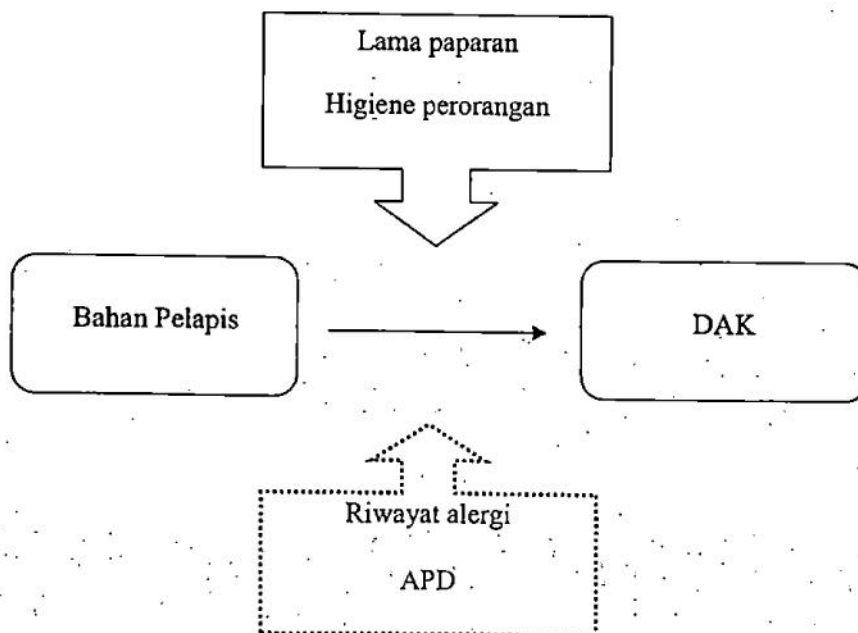 Lama paparan
Higiene perorangan
Bahan Pelapis
DAK
Riwayat alergi
APD